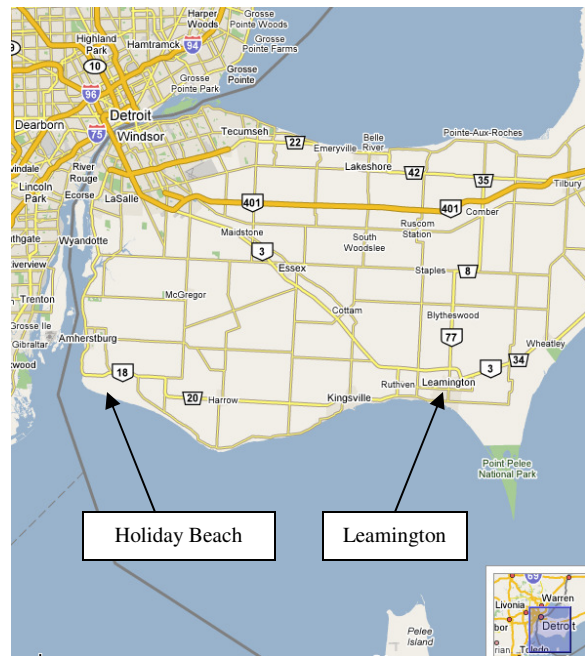 Harper
Woods
Grosse
Pointe Woods
Highland
Park
Hamtramck
94
Grosse
Pointe Farms
10
Grosse
Pointe
Grosse
Pointe Park
96
Detroit
Dearborn
75
Windsor
Tecumseh
22
Emeryville
Belle
River
Pointe-Aux-Roches
River
Rouge
Lakeshore
42
35
Lincoln
Park
Ecorse
LaSalle
401
401
Tilbury
Comber
Wyandotte
Maidstone
3
South
Woodslee
Ruscom
Station
Essex
Staples
8
Trenton
McGregor
Cottam
Blytheswood
Grosse Ile
Gibraltar
Amherstburg
77
Wheatley
34
18
3
Ruthven
Leamington
20
Harrow
Kingsville
Point Pelee
National Park
Holiday Beach
Leamington
69
Warren
Livonia
Detroit
Toledo
Pelee
Island